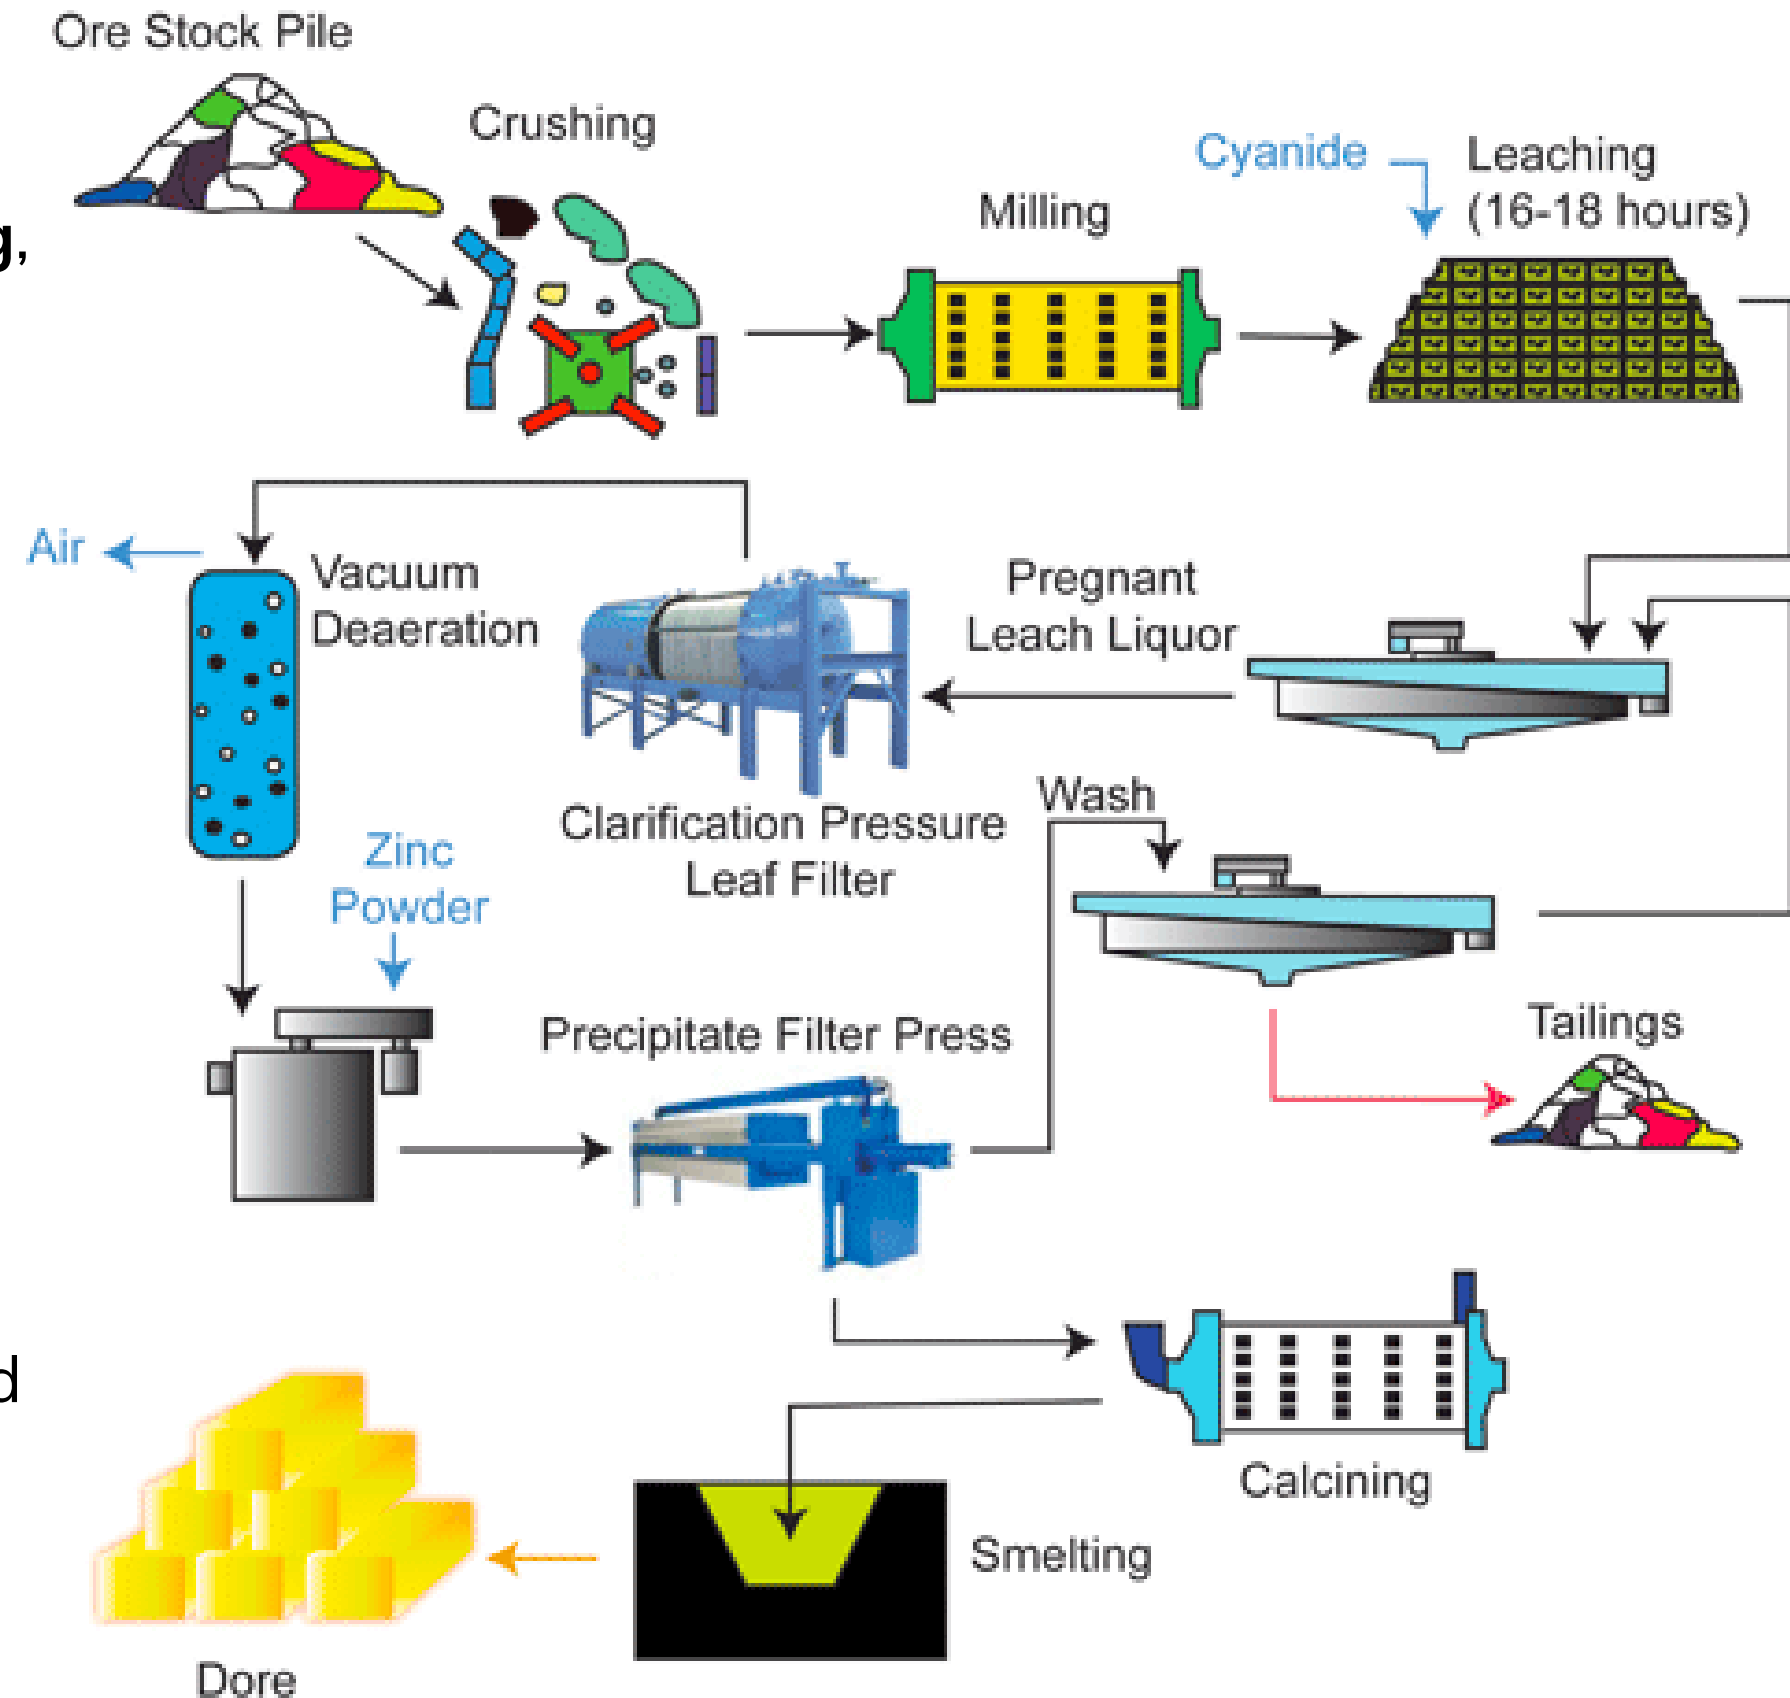 Ore Stock Pile
Crushing
Cyanide
Leaching
(16-18 hours)
Milling
g,
Air
Vacuum
Deaeration
Pregnant
Leach Liquor
Clarification Pressure
Leaf Filter
Wash
Zinc
Powder
Precipitate Filter Press
Tailings
d
Calcining
Smelting
Dore